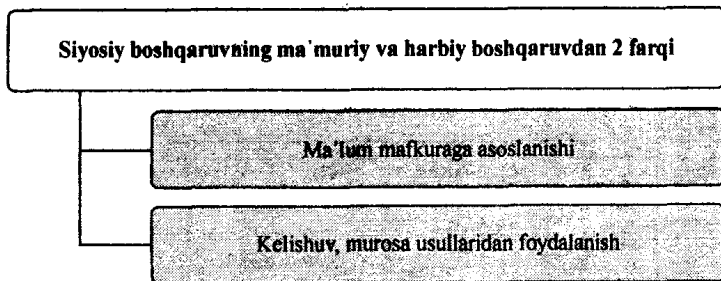 Siyosiy boshqaruvning ma'muriy va harbiy boshqaruvdan 2 farqi
Ma'lum mafkuraga asoslanishi
Kelishuv, murosa usullaridan foydalanish